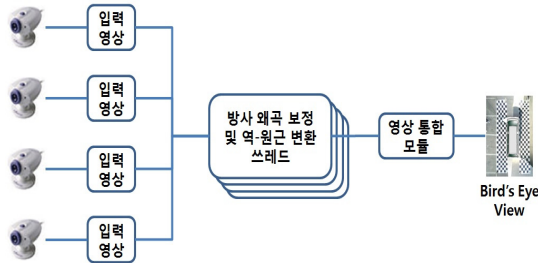 입력
영상
입력
영상
입력
영상
입력
영상
방사 왜곡 보정
및 역-원근 변환
쓰레드
영상 통합
모듈
Bird's Eye
View